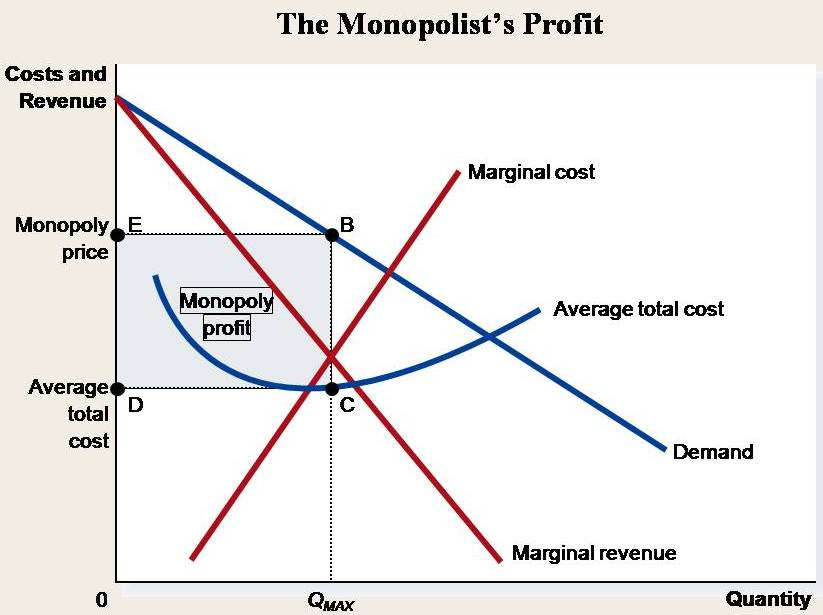 The Monopolist's Profit
Costs and
Revenue
Marginal cost
Monopoly
price
E
B
Monopoly
profit
Average total cost
Average
total
cost
D
C
Demand
Marginal revenue
0
QMAX
Quantity